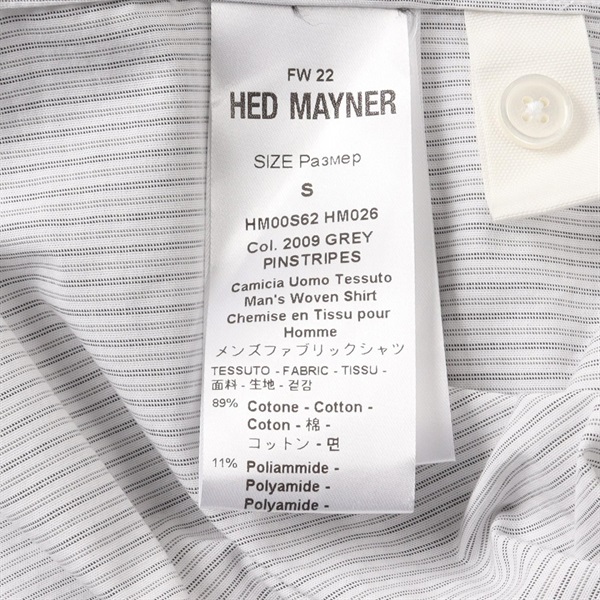 FW 22
HED MAYNER
SIZE Размер
S
HM00S62 HM026
Col. 2009 GREY
PINSTRIPES
Camicia Uomo Tessuto
Man's Woven Shirt
Chemise en Tissu pour
Homme
メンズファブリックシャツ
TESSUTO - FABRIC - TISSU -
面料 - 生地 - 겉감
89% Cotone - Cotton -
Coton - 棉 -
コットン - 면
11% Poliammide -
Polyamide -
Polyamide -